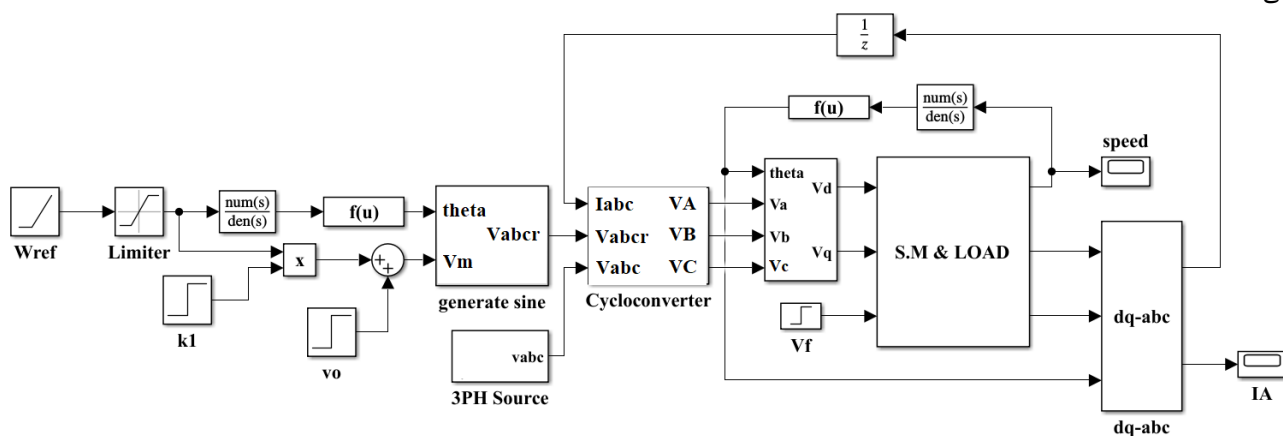 g
1
z
f(u)
num(s)
den(s)
speed
theta
Va
Vb
Vc
Vd
Vq
S.M & LOAD
Wref
Limiter
num(s)
den(s)
f(u)
theta
Vabcr
Vm
generate sine
Iabc
Vabcr
Vabc
VA
VB
VC
Cycloconverter
x
k1
+
+
vo
vabc
3PH Source
Vf
dq-abc
dq-abc
IA